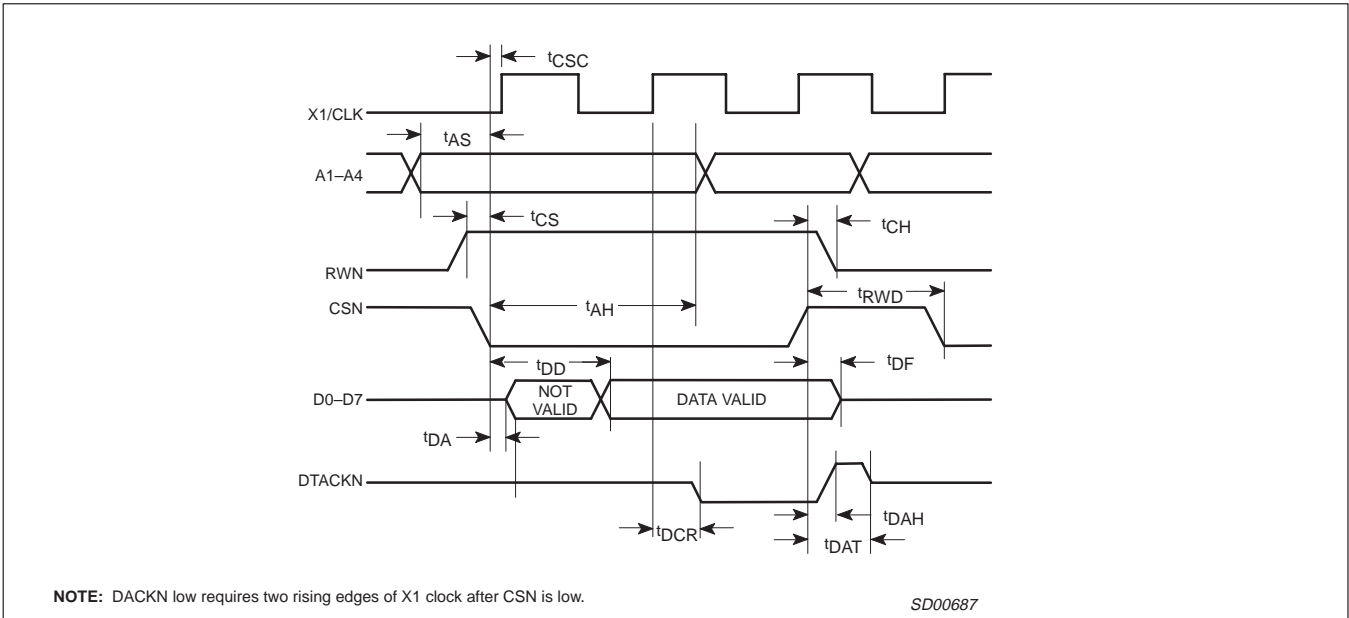 tCSC
X1/CLK
tAS
A1–A4
tCS
tCH
RWN
tRWD
CSN
tAH
tDD
tDF
NOT
VALID
D0–D7
DATA VALID
tDA
DTACKN
tDAH
tDCR
tDAT
NOTE: DACKN low requires two rising edges of X1 clock after CSN is low.
SD00687